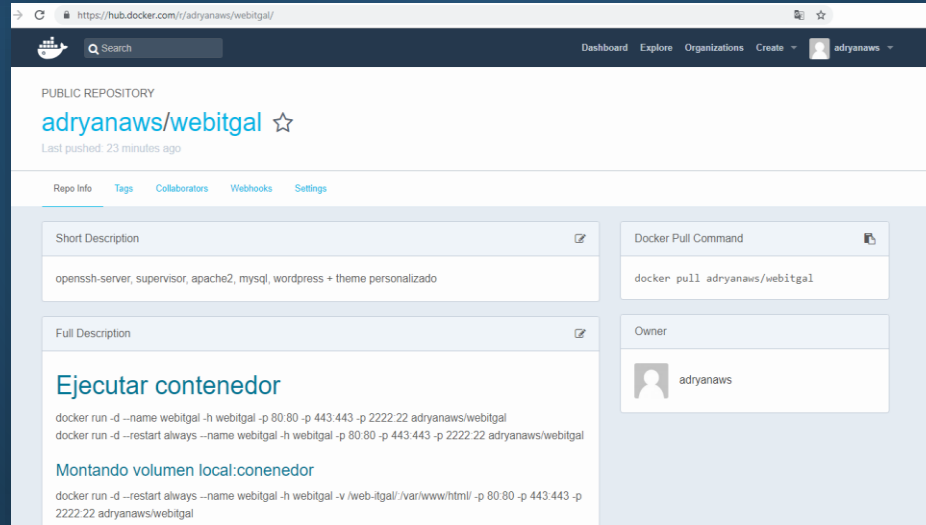 https://hub.docker.com/r/adryanaws/webitgal/
Search
Dashboard Explore Organizations Create adryanaws
PUBLIC REPOSITORY
adryanaws/webitgal
Last pushed: 23 minutes ago
Repo Info Tags Collaborators Webhooks Settings
Short Description
openssh-server, supervisor, apache2, mysql, wordpress + theme personalizado
Docker Pull Command
docker pull adryanaws/webitgal
Full Description
Ejecutar contenedor
docker run -d --name webitgal -h webitgal -p 80:80 -p 443:443 -p 2222:22 adryanaws/webitgal
docker run -d --restart always --name webitgal -h webitgal -p 80:80 -p 443:443 -p 2222:22 adryanaws/webitgal
Montando volumen local:conenedor
docker run -d --restart always --name webitgal -h webitgal -v /web-itgal/:/var/www/html/ -p 80:80 -p 443:443 -p
2222:22 adryanaws/webitgal
Owner
adryanaws